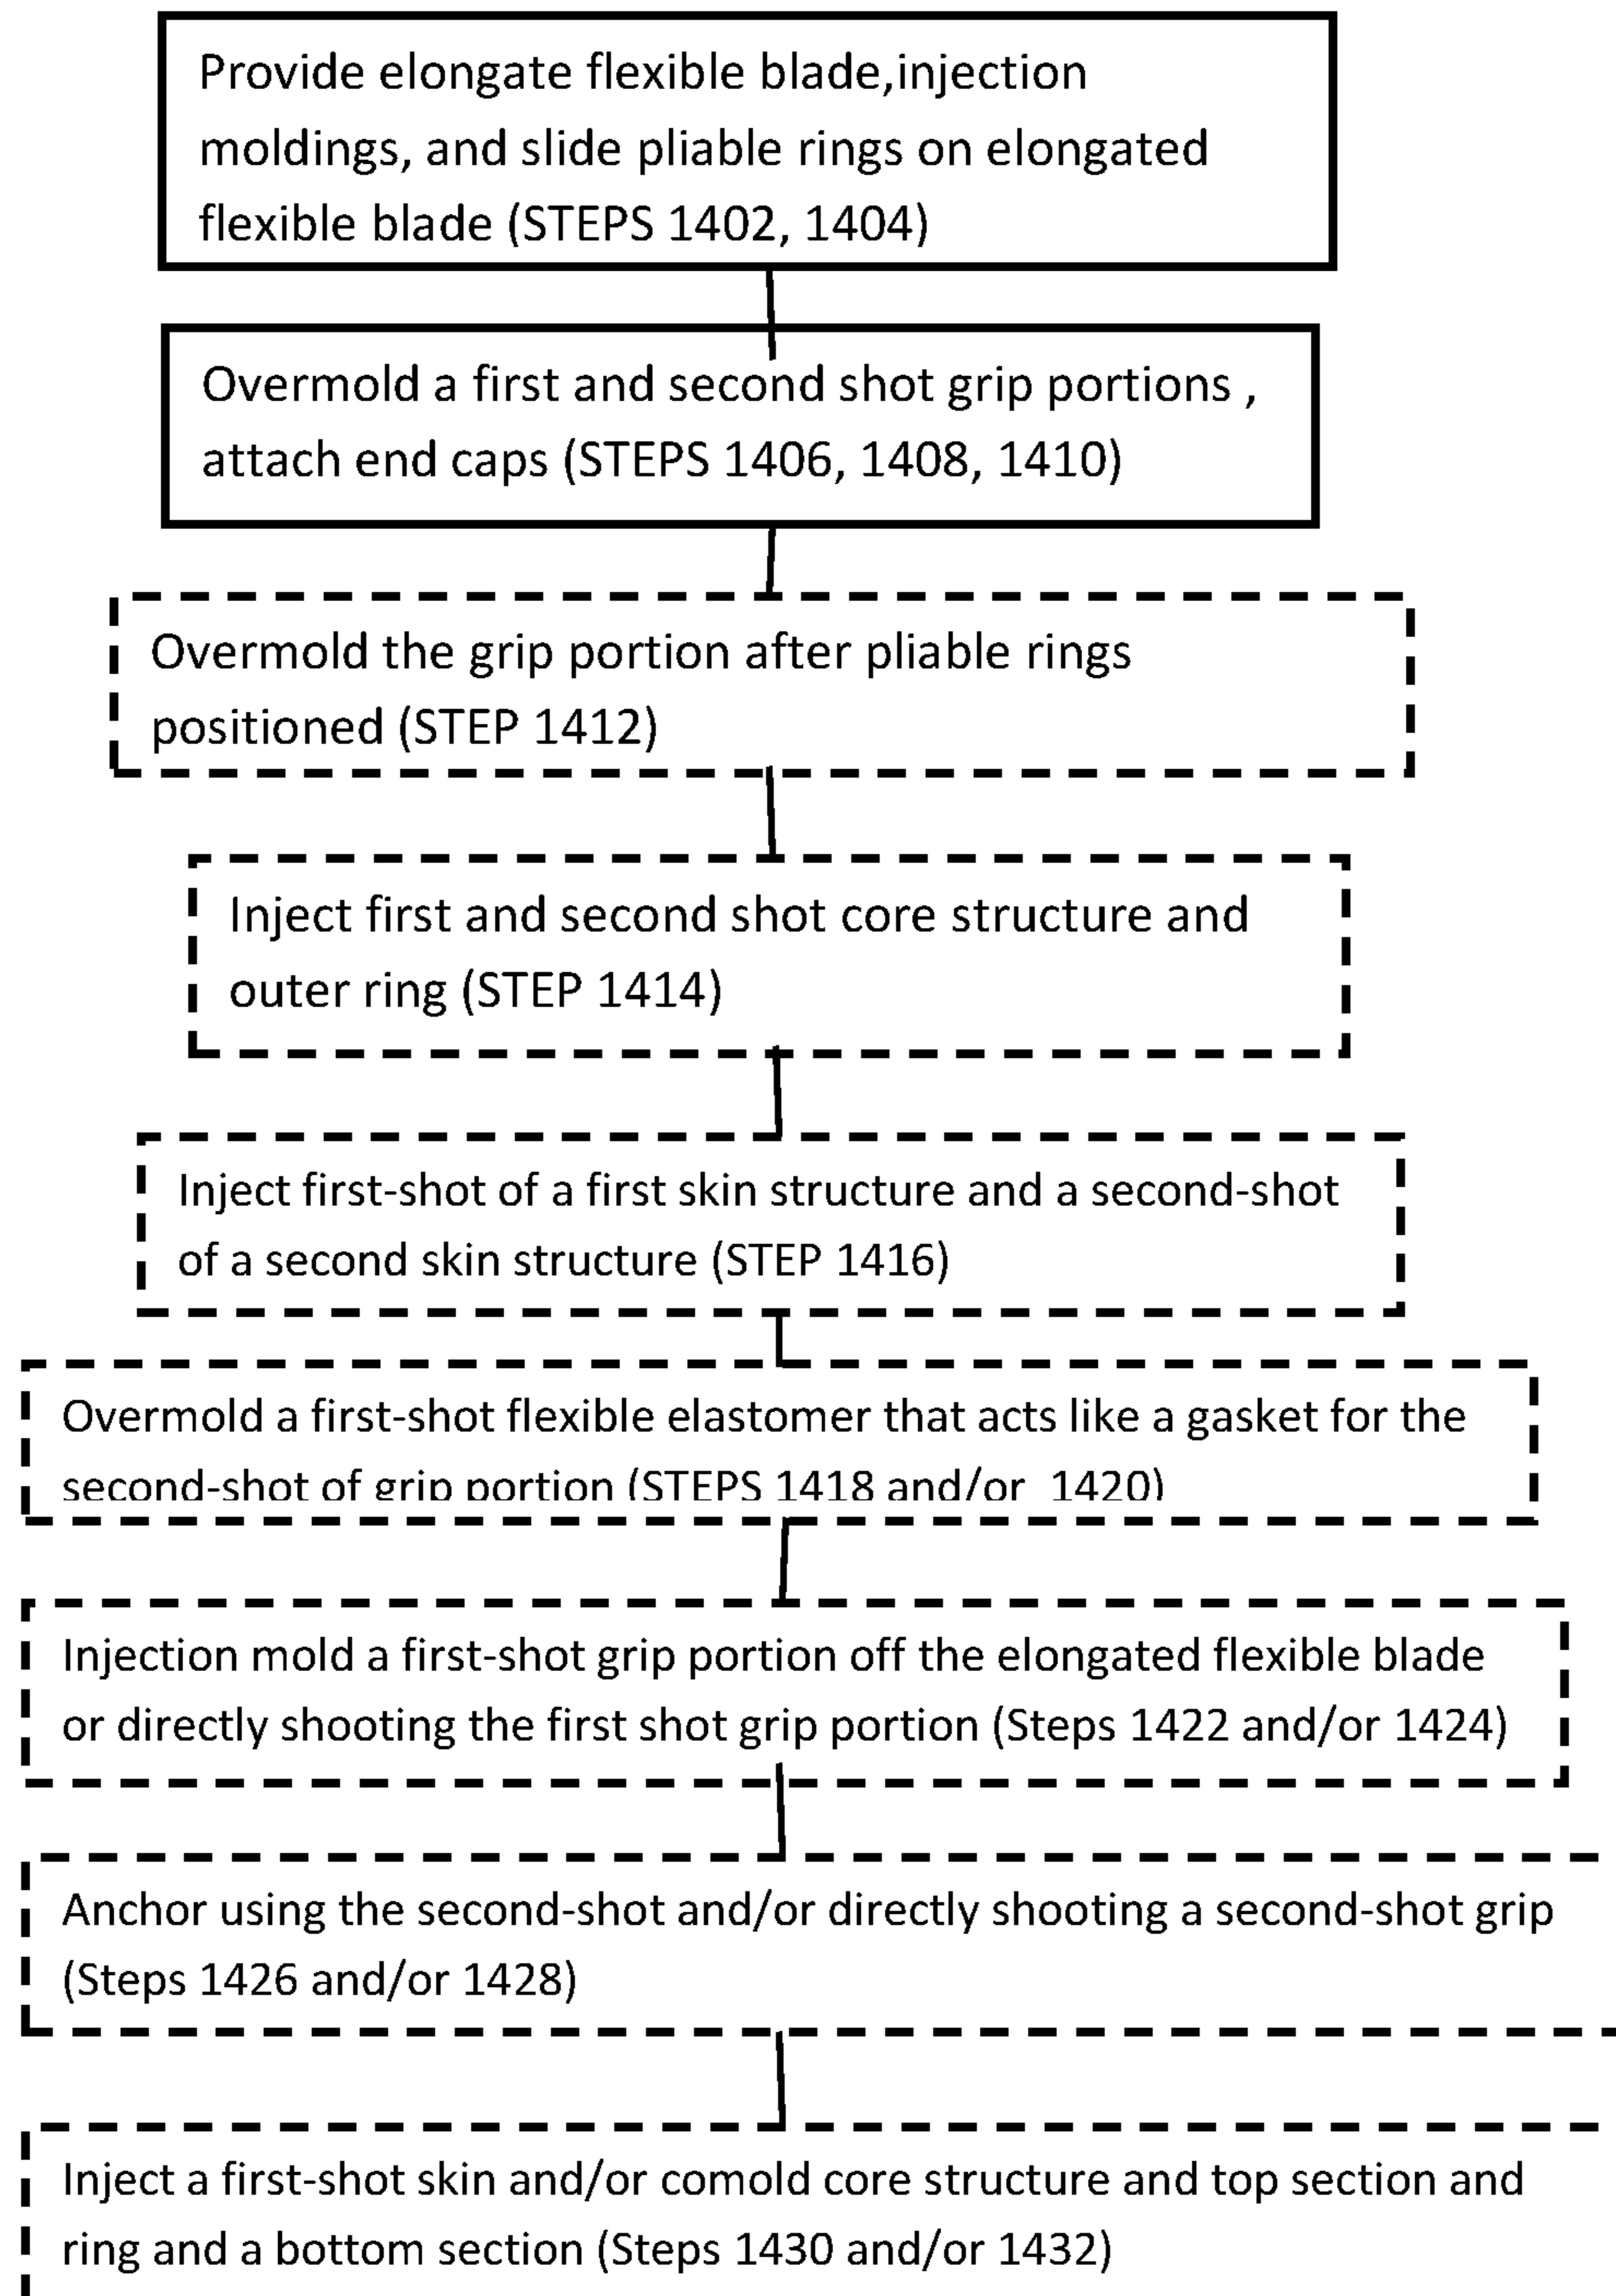 Provide elongate flexible blade,injection
moldings, and slide pliable rings on elongated
flexible blade (STEPS 1402, 1404)
Overmold a first and second shot grip portions ,
attach end caps (STEPS 1406, 1408, 1410)
Overmold the grip portion after pliable rings
positioned (STEP 1412)
Inject first and second shot core structure and
outer ring (STEP 1414)
Inject first-shot of a first skin structure and a second-shot
of a second skin structure (STEP 1416)
Overmold a first-shot flexible elastomer that acts like a gasket for the
second-shot of grip portion (STEPS 1418 and/or  1420)
Injection mold a first-shot grip portion off the elongated flexible blade
or directly shooting the first shot grip portion (Steps 1422 and/or 1424)
Anchor using the second-shot and/or directly shooting a second-shot grip
(Steps 1426 and/or 1428)
Inject a first-shot skin and/or comold core structure and top section and
ring and a bottom section (Steps 1430 and/or 1432)